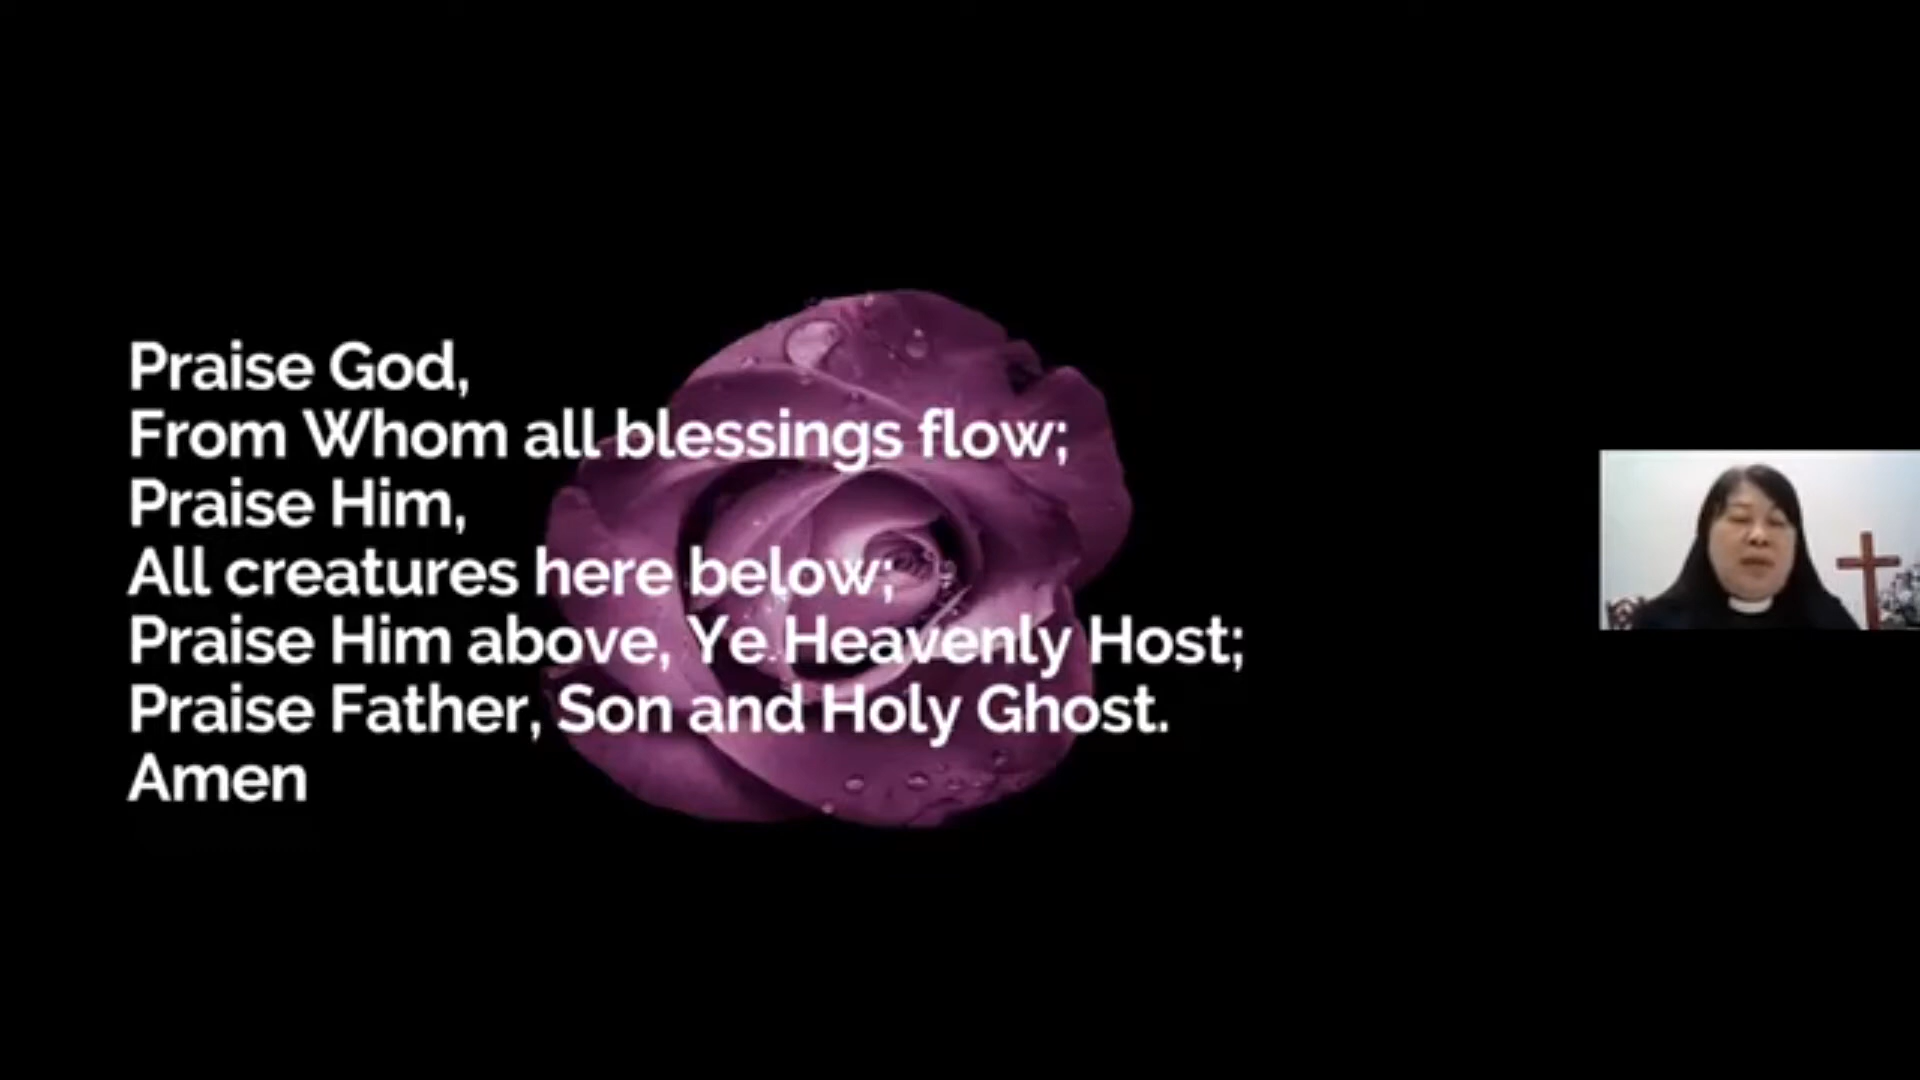 Praise God,
From Whom all blessings flow;
Praise Him,
All creatures here below;
Praise Him above, Ye Heavenly Host;
Praise Father, Son and Holy Ghost.
Amen